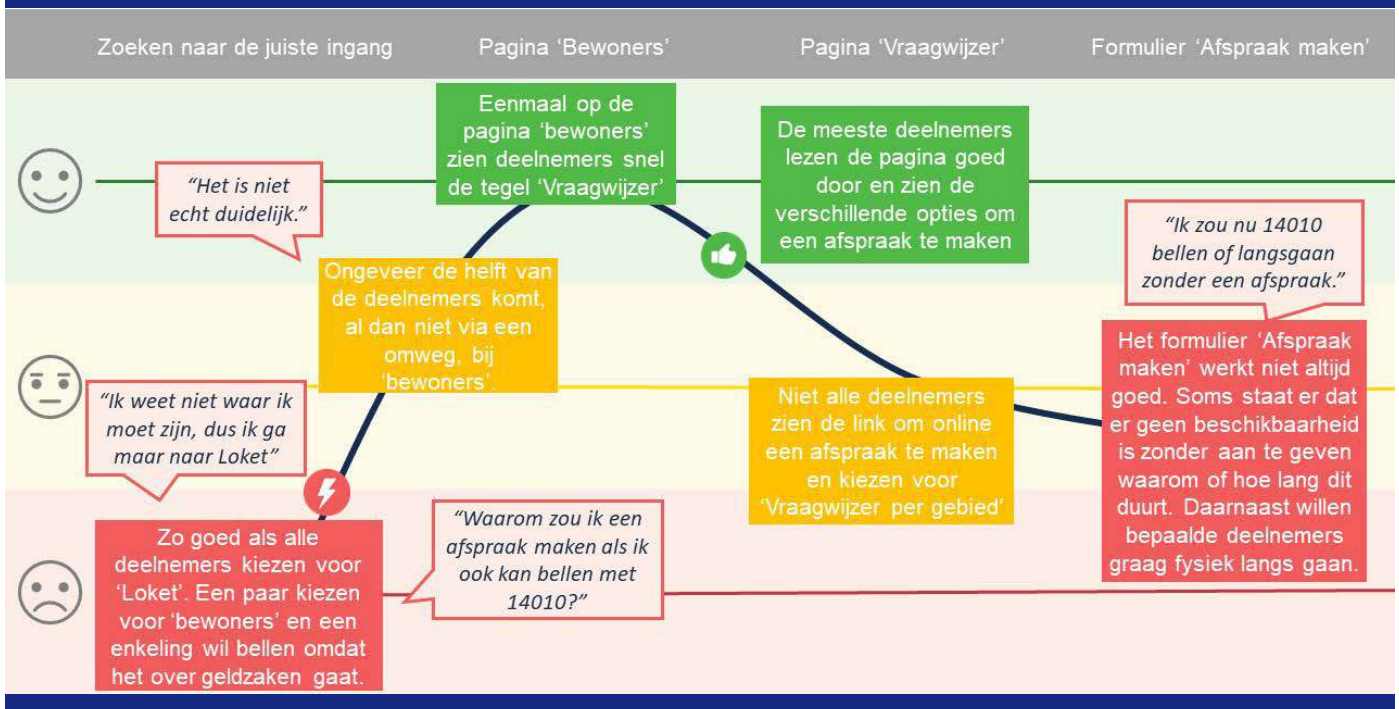 Zoeken naar de juiste ingang
Pagina ‘Bewoners’
Pagina ‘Vraagwijzer’
Formulier ‘Afspraak maken’
“Het is niet
echt duidelijk.”
“Ik weet niet waar ik
moet zijn, dus ik ga
maar naar Loket”
Zo goed als alle
deelnemers kiezen voor
‘Loket’. Een paar kiezen
voor ‘bewoners’ en een
enkeling wil bellen omdat
het over geldzaken gaat.
Ongeveer de helft van
de deelnemers komt,
al dan niet via een
omweg, bij
‘bewoners’.
Eenmaal op de
pagina ‘bewoners’
zien deelnemers snel
de tegel ‘Vraagwijzer’
“Waarom zou ik een
afspraak maken als ik
ook kan bellen met
14010?”
De meeste deelnemers
lezen de pagina goed
door en zien de
verschillende opties om
een afspraak te maken
Niet alle deelnemers
zien de link om online
een afspraak te maken
en kiezen voor
‘Vraagwijzer per gebied’
“Ik zou nu 14010
bellen of langsgaan
zonder een afspraak.”
Het formulier ‘Afspraak
maken’ werkt niet altijd
goed. Soms staat er dat
er geen beschikbaarheid
is zonder aan te geven
waarom of hoe lang dit
duurt. Daarnaast willen
bepaalde deelnemers
graag fysiek langs gaan.